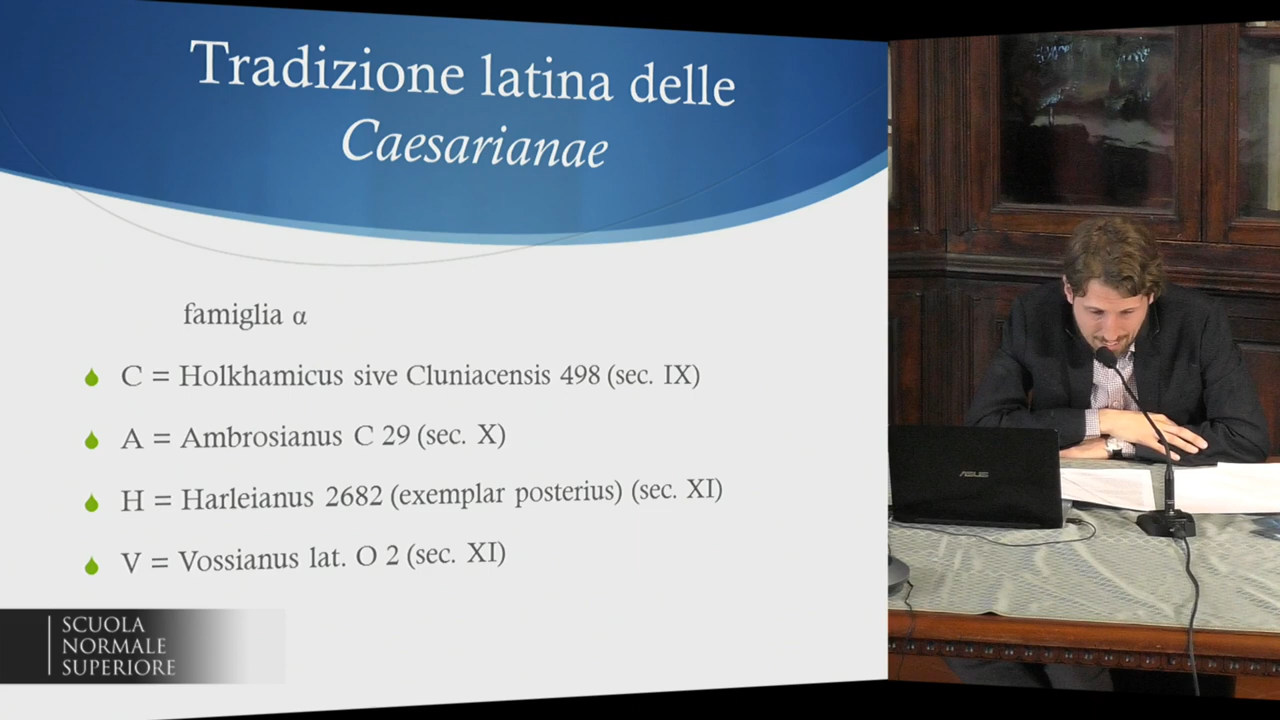 Tradizione latina delle
Caesarianae
famiglia α
C = Holkhamicus sive Cluniacensis 498 (sec. IX)
A = Ambrosianus C 29 (sec. X)
H = Harleianus 2682 (exemplar posterius) (sec. XI)
V = Vossianus lat. O 2 (sec. XI)
SCUOLA
NORMALE
SUPERIORE
ASUS